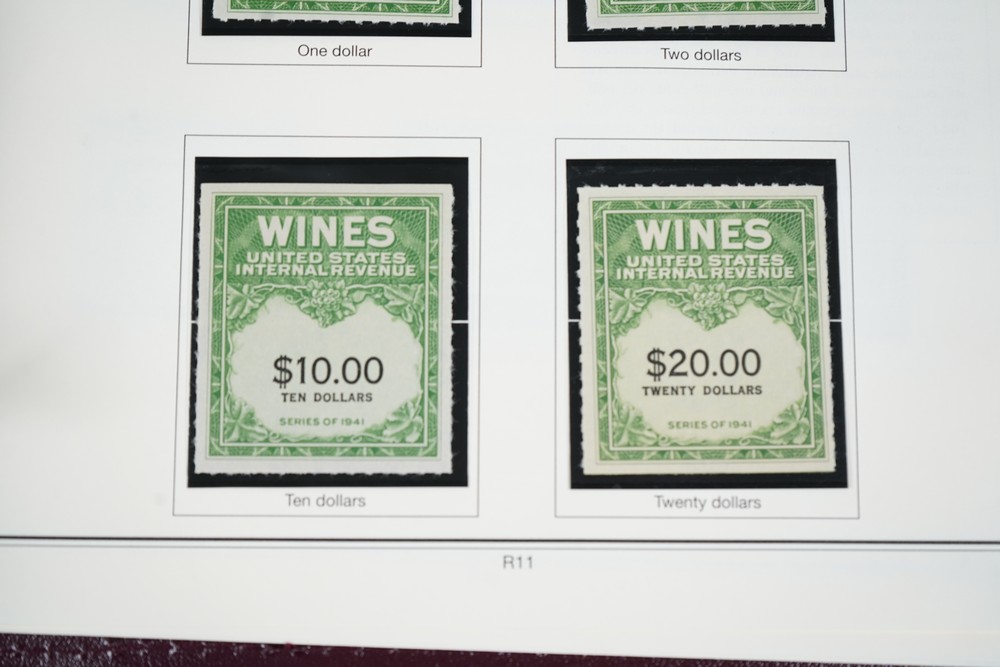 One dollar
Two dollars
WINES
UNITED STATES
INTERNAL REVENUE
$10.00
TEN DOLLARS
SERIES OF 1941
Ten dollars
WINES
UNITED STATES
INTERNAL REVENUE
$20.00
TWENTY DOLLARS
SERIES OF 1941
Twenty dollars
R11